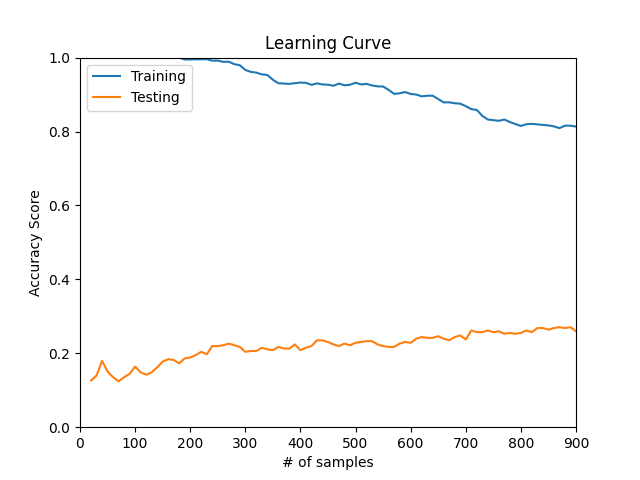 Learning Curve
1.0
Training
Testing
0.8
0.6
Accuracy Score
0.4
0.2
0.0
0 100 200 300 400 500 600 700 800 900
# of samples